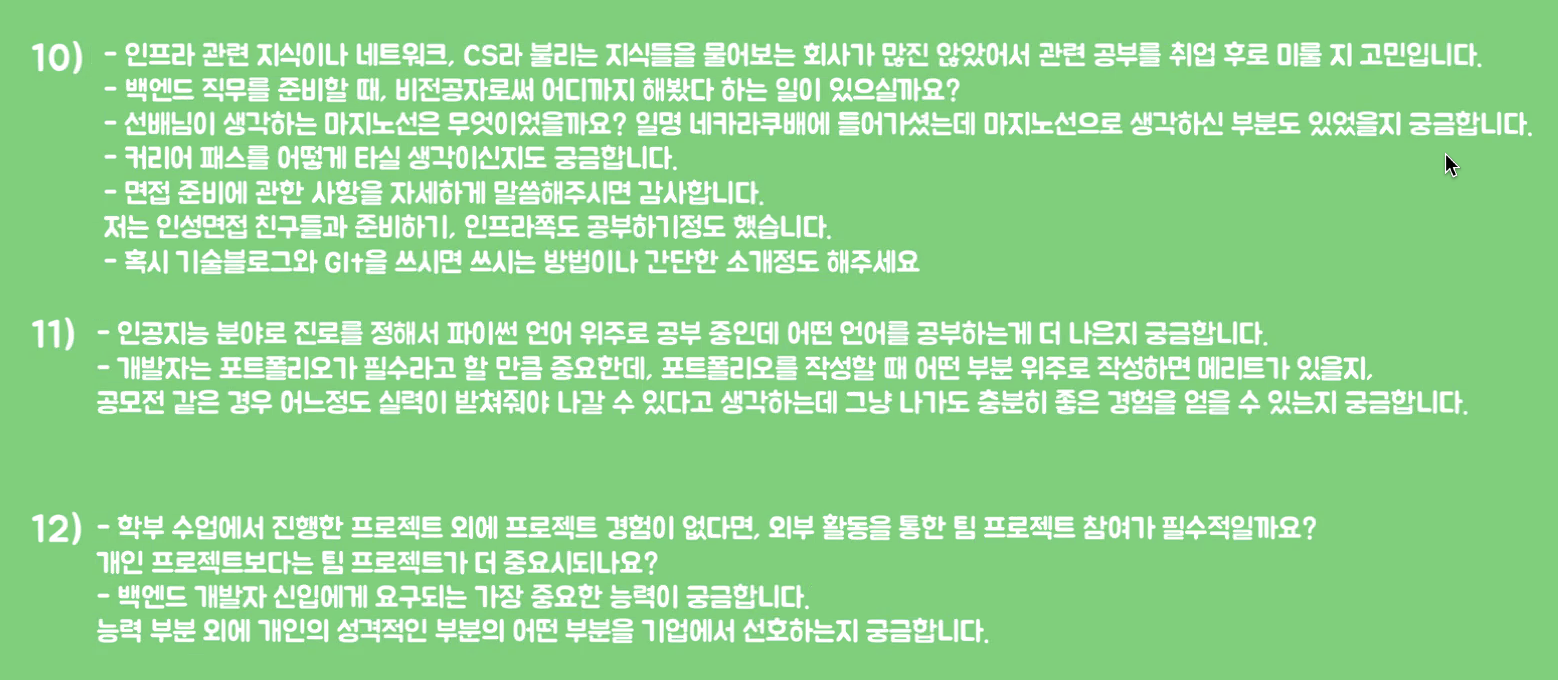 10) - 인프라 관련 지식이나 네트워크, CS라 불리는 지식들을 물어보는 회사가 많진 않았어서 관련 공부를 취업 후로 미룰 지 고민입니다.
- 백엔드 직무를 준비할 때, 비전공자로써 어디까지 해봤다 하는 일이 있으실까요?
- 선배님이 생각하는 마지노선은 무엇이었을까요? 일명 네카라쿠배에 들어가셨는데 마지노선으로 생각하신 부분도 있었을지 궁금합니다.
- 커리어 패스를 어떻게 타실 생각이신지도 궁금합니다.
- 면접 준비에 관한 사항을 자세하게 말씀해주시면 감사합니다.
저는 인성면접 친구들과 준비하기, 인프라쪽도 공부하기정도 했습니다.
- 혹시 기술블로그와 Git을 쓰시면 쓰시는 방법이나 간단한 소개정도 해주세요
11) - 인공지능 분야로 진로를 정해서 파이썬 언어 위주로 공부 중인데 어떤 언어를 공부하는게 더 나은지 궁금합니다.
- 개발자는 포트폴리오가 필수라고 할 만큼 중요한데, 포트폴리오를 작성할 때 어떤 부분 위주로 작성하면 메리트가 있을지,
공모전 같은 경우 어느정도 실력이 받쳐줘야 나갈 수 있다고 생각하는데 그냥 나가도 충분히 좋은 경험을 얻을 수 있는지 궁금합니다.
12) - 학부 수업에서 진행한 프로젝트 외에 프로젝트 경험이 없다면, 외부 활동을 통한 팀 프로젝트 참여가 필수적일까요?
개인 프로젝트보다는 팀 프로젝트가 더 중요시되나요?
- 백엔드 개발자 신입에게 요구되는 가장 중요한 능력이 궁금합니다.
능력 부분 외에 개인의 성격적인 부분의 어떤 부분을 기업에서 선호하는지 궁금합니다.